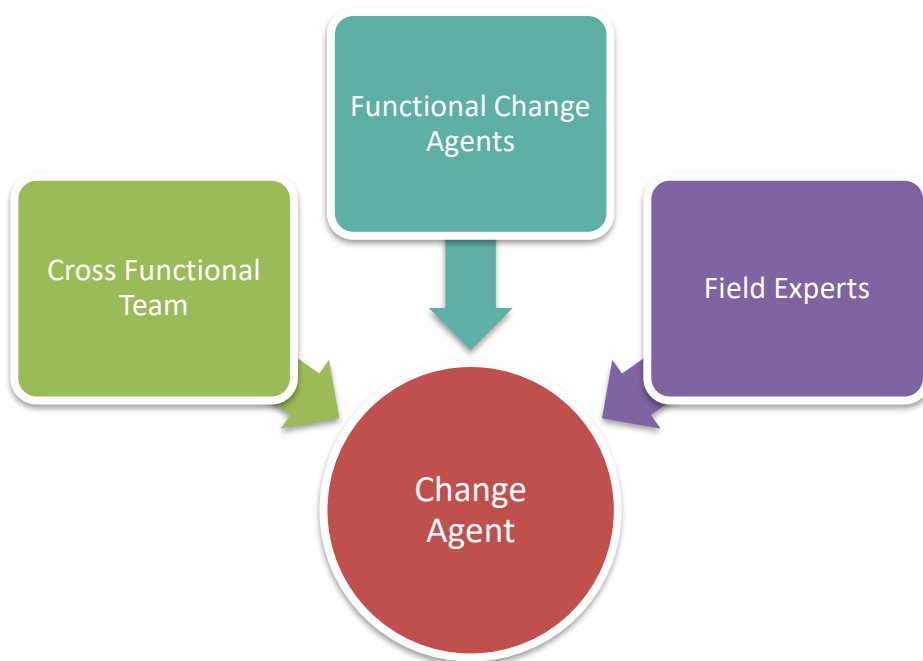 Functional Change
Agents
Cross Functional
Team
Field Experts
Change
Agent